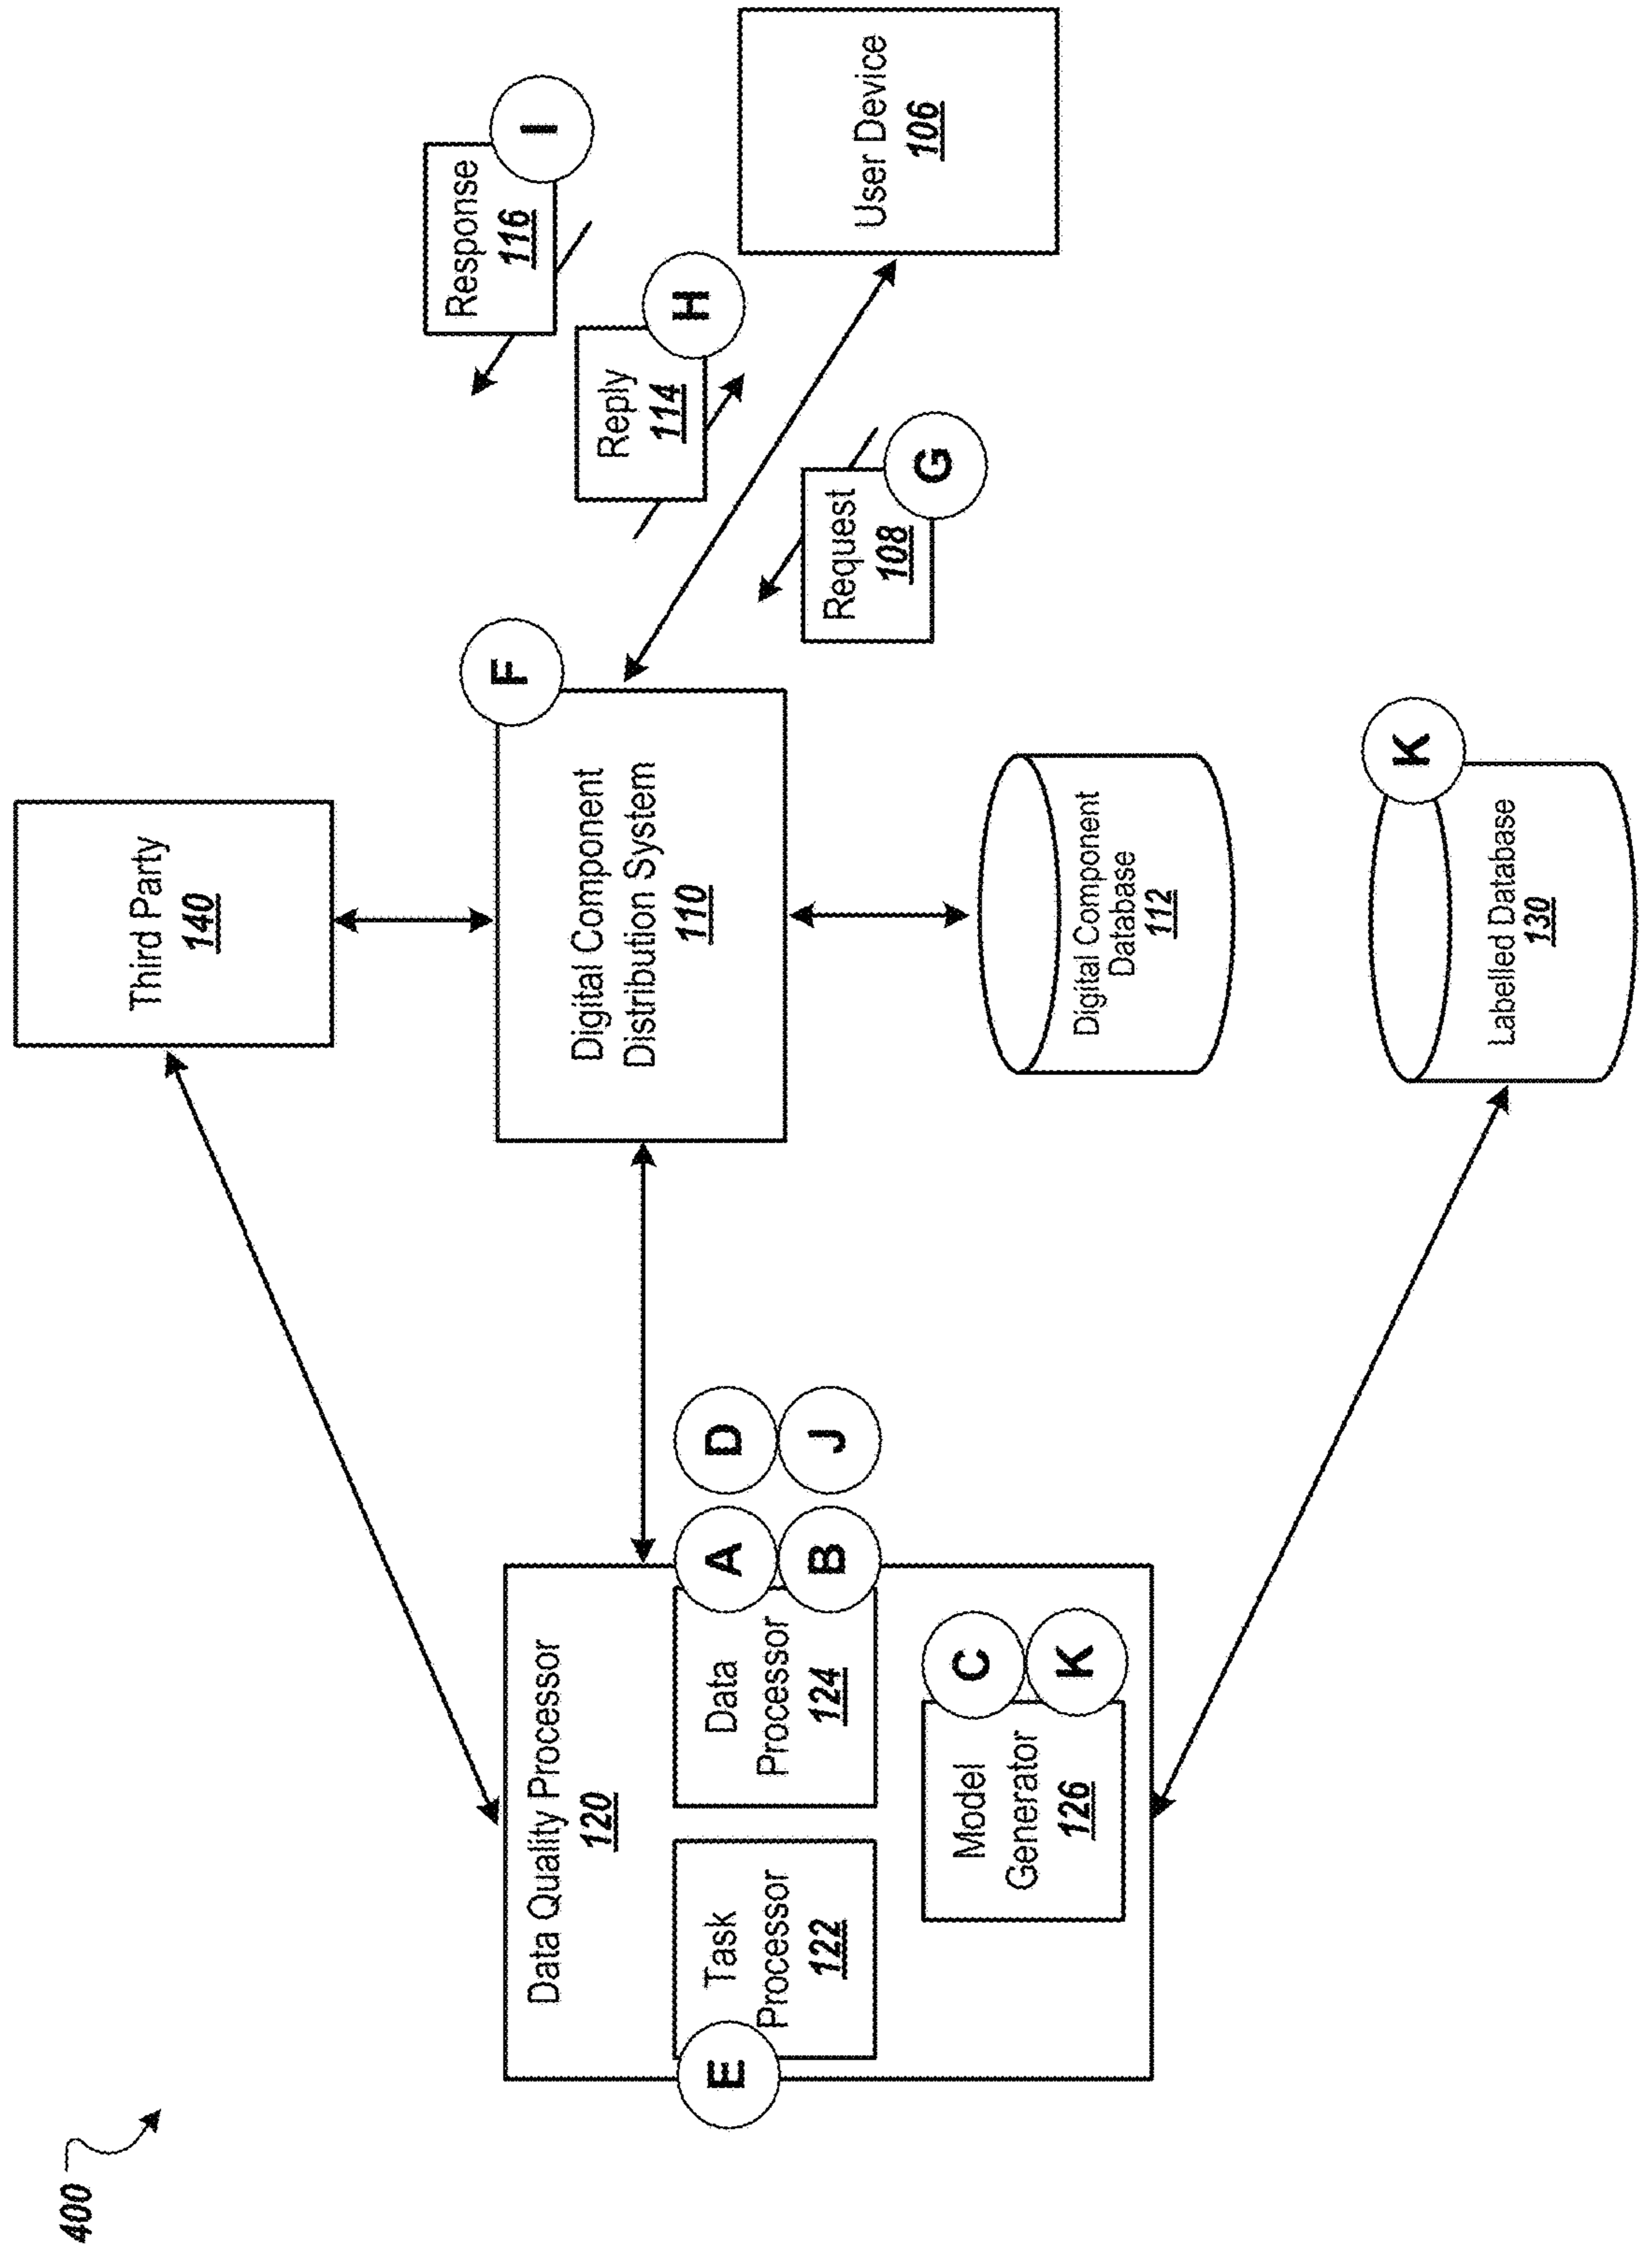 400
Data Quality Processor
120
E
Task
Processor
122
Data
Processor
124
A
B
D
J
Model
Generator
126
C
K
Third Party
140
F
Digital Component
Distribution System
110
Digital Component
Database
112
Labelled Database
130
K
Response
116
I
Reply
114
H
Request
108
G
User Device
106